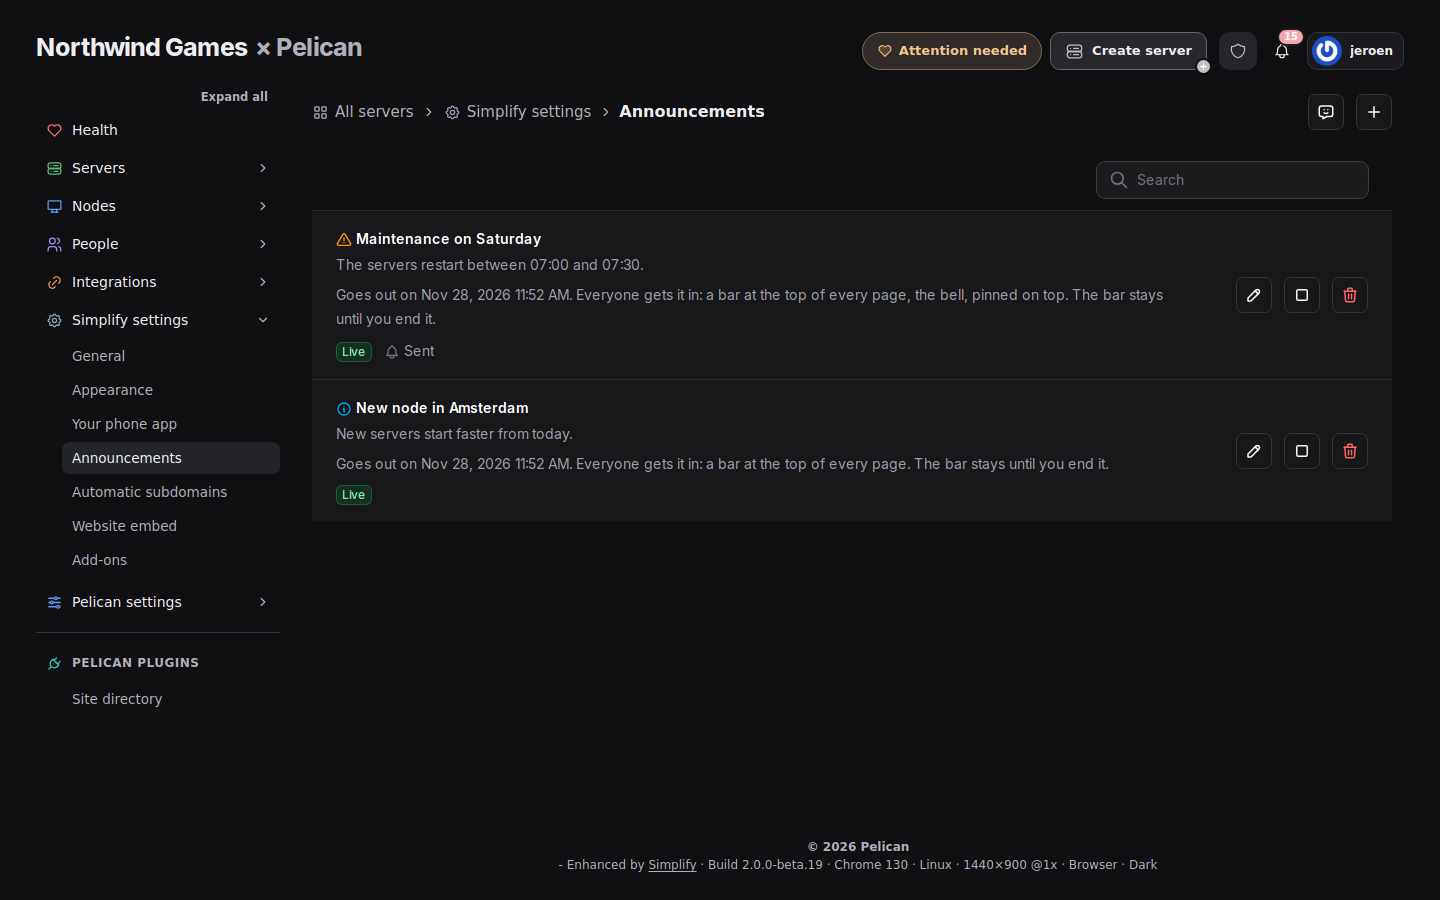 Northwind Games × Pelican
Attention needed
Create server
15
jeroen
Expand all
Health
Servers
Nodes
People
Integrations
Simplify settings
General
Appearance
Your phone app
Announcements
Automatic subdomains
Website embed
Add-ons
Pelican settings
PELICAN PLUGINS
Site directory
All servers > Simplify settings > Announcements
Search
Maintenance on Saturday
The servers restart between 07:00 and 07:30.
Goes out on Nov 28, 2026 11:52 AM. Everyone gets it in: a bar at the top of every page, the bell, pinned on top. The bar stays
until you end it.
Live Sent
New node in Amsterdam
New servers start faster from today.
Goes out on Nov 28, 2026 11:52 AM. Everyone gets it in: a bar at the top of every page. The bar stays until you end it.
Live
© 2026 Pelican
- Enhanced by Simplify · Build 2.0.0-beta.19 · Chrome 130 · Linux · 1440×900 @1x · Browser · Dark